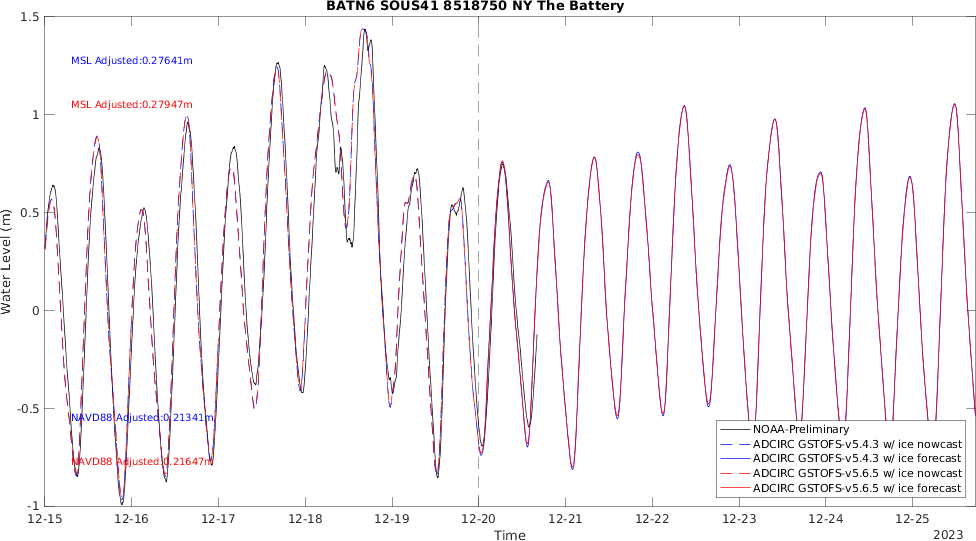 BATN6 SOUS41 8518750 NY The Battery
1.5
MSL Adjusted:0.27641m
MSL Adjusted:0.27947m
1
0.5
Water Level (m)
0
-0.5
NAVD88 Adjusted:0.21341m
NAVD88 Adjusted:0.21647m
-1
NOAA-Preliminary
ADCIRC GSTOFS-v5.4.3 w/ ice nowcast
ADCIRC GSTOFS-v5.4.3 w/ ice forecast
ADCIRC GSTOFS-v5.6.5 w/ ice nowcast
ADCIRC GSTOFS-v5.6.5 w/ ice forecast
12-15 12-16 12-17 12-18 12-19 12-20 12-21 12-22 12-23 12-24 12-25
Time
2023